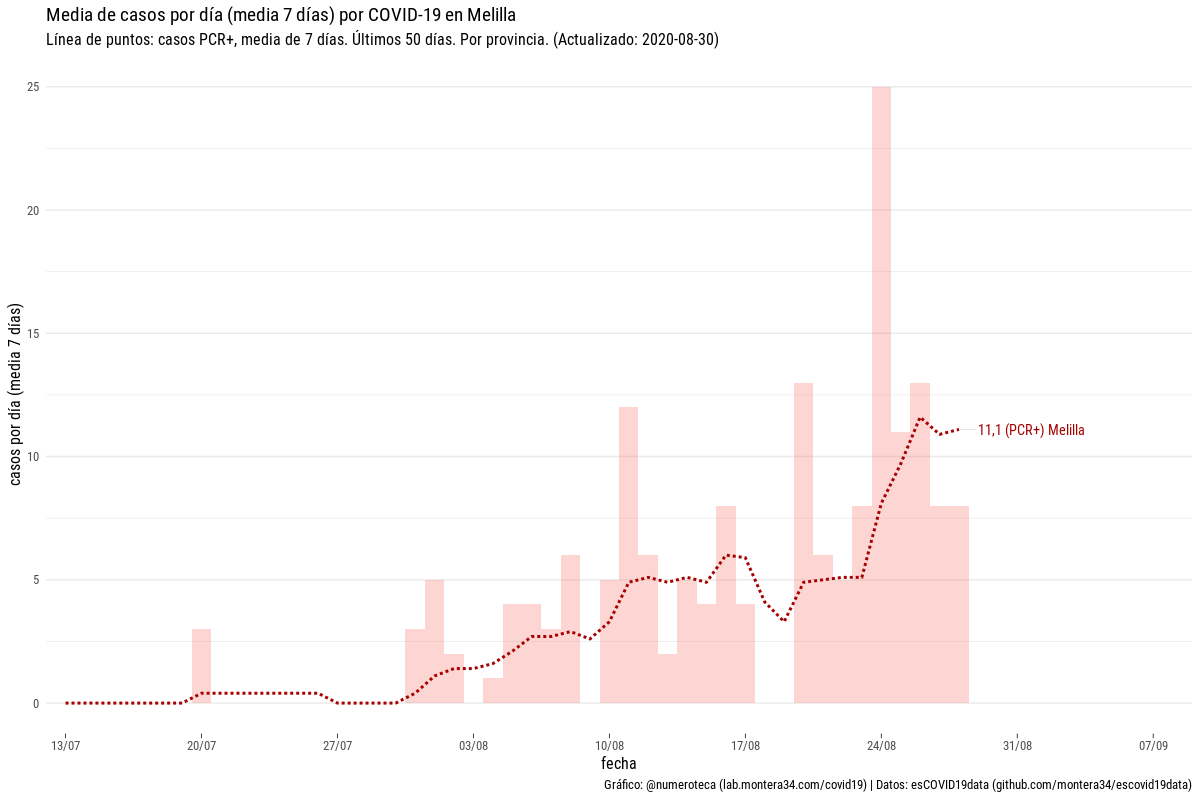 Media de casos por día (media 7 días) por COVID-19 en Melilla
Línea de puntos: casos PCR+, media de 7 días. Últimos 50 días. Por provincia. (Actualizado: 2020-08-30)
casos por día (media 7 días)
25
20
15
10
5
0
11,1 (PCR+) Melilla
13/07 20/07 27/07 03/08 10/08 17/08 24/08 31/08 07/09
fecha
Gráfico: @numeroteca (lab.montera34.com/covid19) | Datos: esCOVID19data (github.com/montera34/escovid19data)